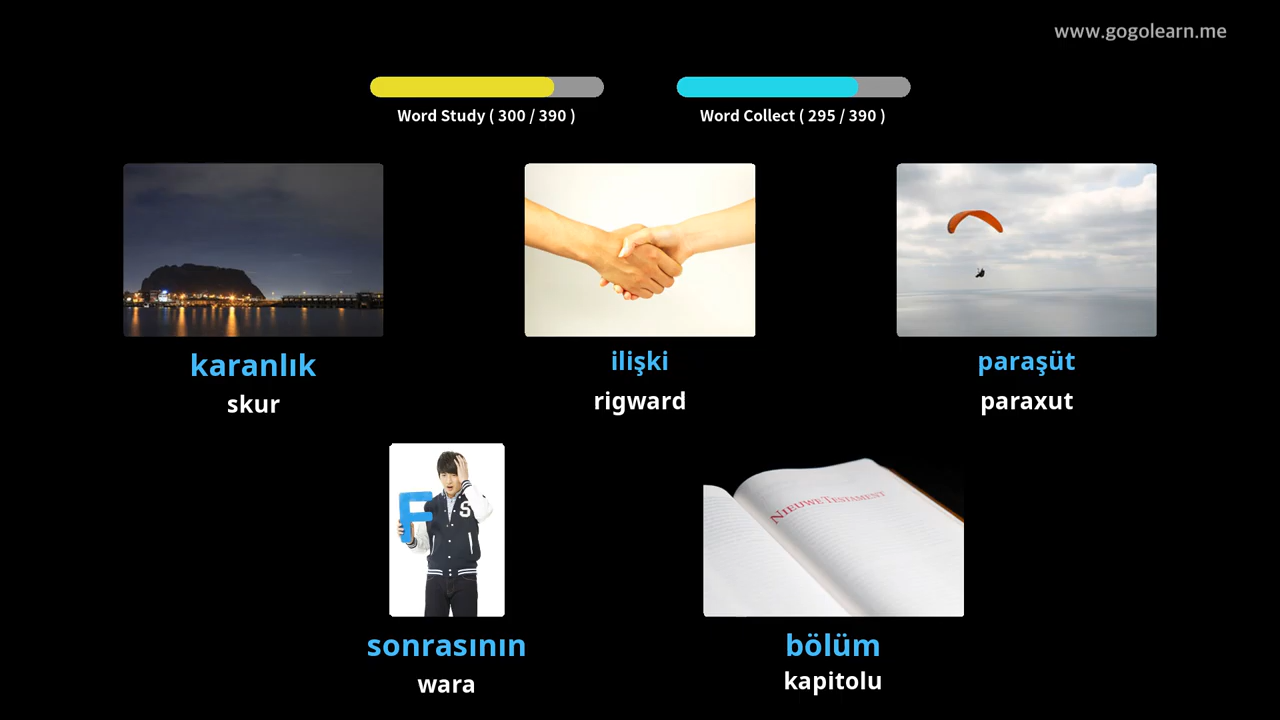 www.gogolearn.me
Word Study ( 300 / 390 )
Word Collect ( 295 / 390 )
karanlık
skur
ilişki
rigward
paraşüt
paraxut
F
S
NIEUWE TESTAMENT
sonrasının
wara
bölüm
kapitolu